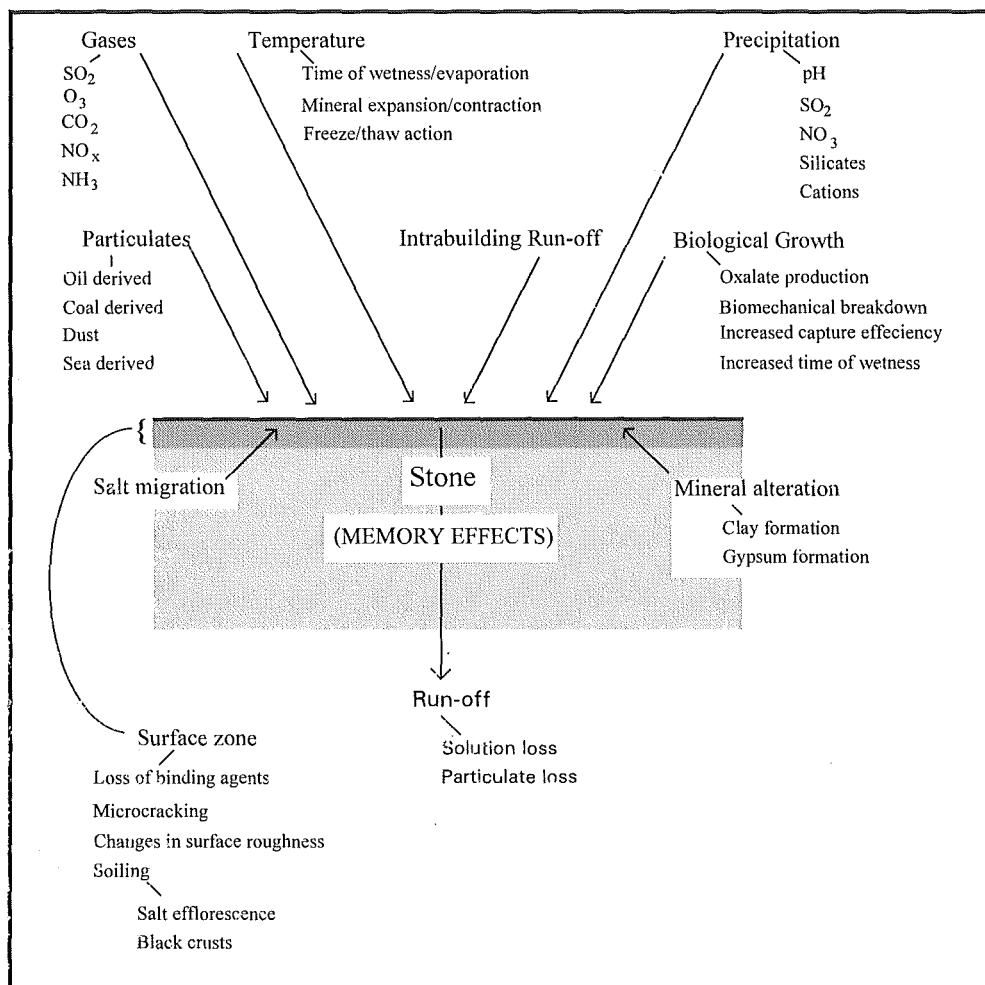 Gases
SO2
O3
CO2
NOx
NH3
Temperature
Time of wetness/evaporation
Mineral expansion/contraction
Freeze/thaw action
Precipitation
pH
SO2
NO3
Silicates
Cations
Particulates
Oil derived
Coal derived
Dust
Sea derived
Intrabuilding Run-off
Biological Growth
Oxalate production
Biomechanical breakdown
Increased capture effeciency
Increased time of wetness
{
Salt migration
Stone
(MEMORY EFFECTS)
Mineral alteration
Clay formation
Gypsum formation
Run-off
Solution loss
Particulate loss
Surface zone
Loss of binding agents
Microcracking
Changes in surface roughness
Soiling
Salt efflorescence
Black crusts